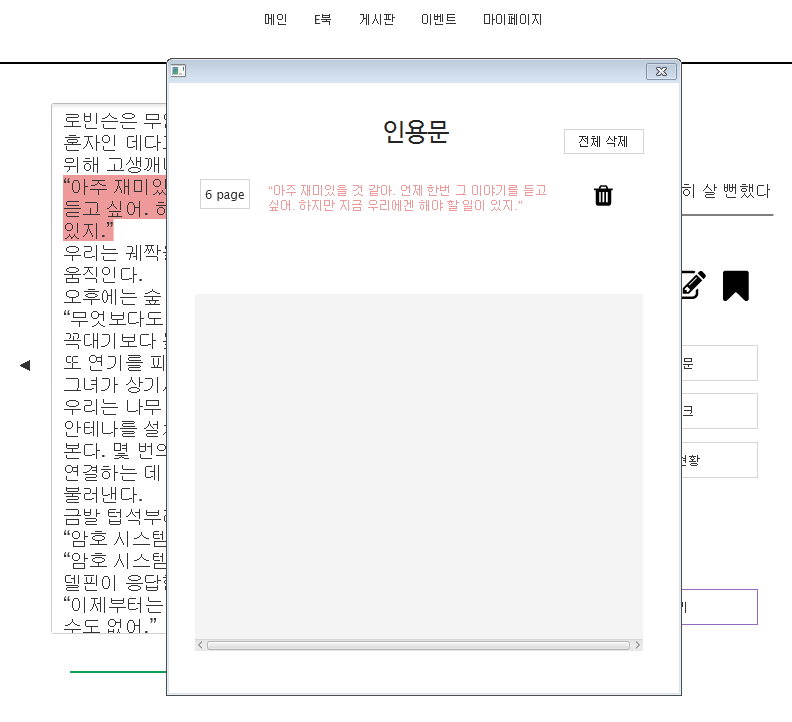 메인 E북 게시판 이벤트 마이페이지
인용문
전체 삭제
6 page
“아주 재미있을 것 같아. 언제 한번 그 이야기를 듣고
싶어. 하지만 지금 우리에겐 해야 할 일이 있지.”
로빈슨은
혼자인 데다
위해 고생깨나
“아주 재미있
듣고 싶어. 하
있지.”
우리는 궤짝을
움직인다.
오후에는 숲
“무엇보다도
꼭대기보다
또 연기를 피
그녀가 상기
우리는 나무
안테나를 설치
본다. 몇 번의
연결하는 데
불러낸다.
금발 텁석부리
“암호 시스템
“암호 시스템
델핀이 응답한
“이제부터는
수도 없어.”
히 살 뻔했다
문
크
현황
기